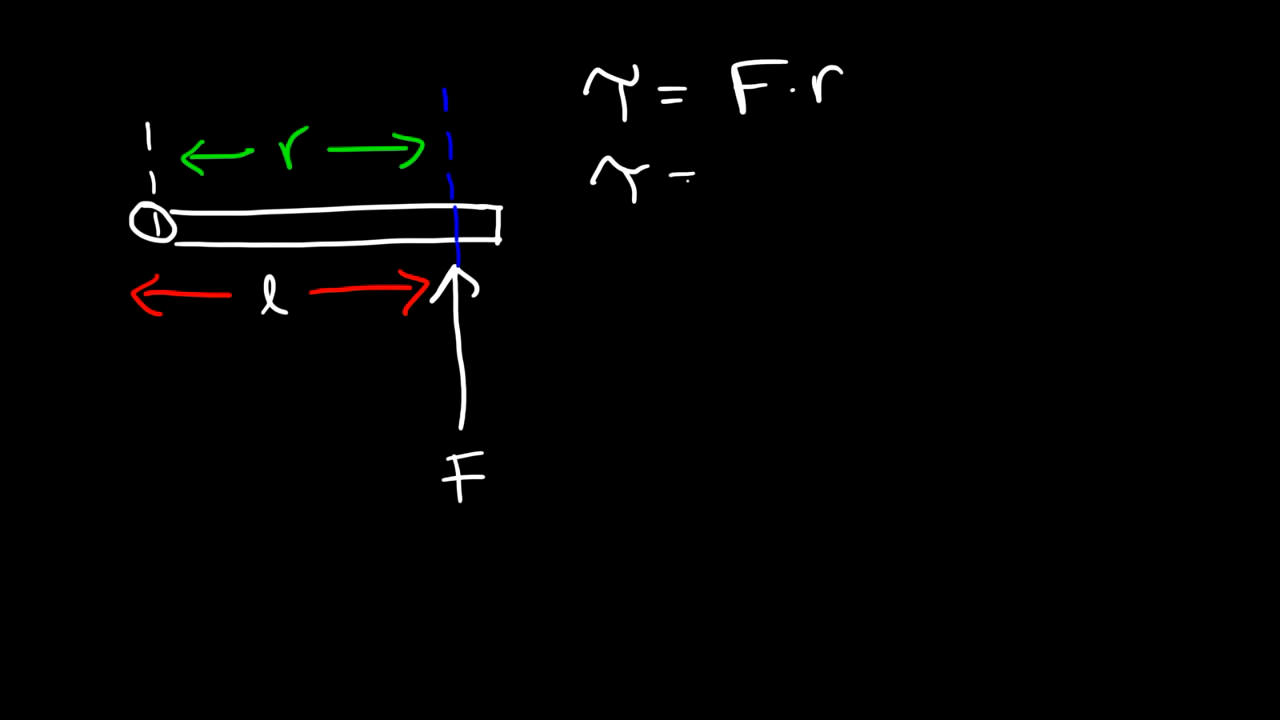 τ = F · r
τ =
r
l
F